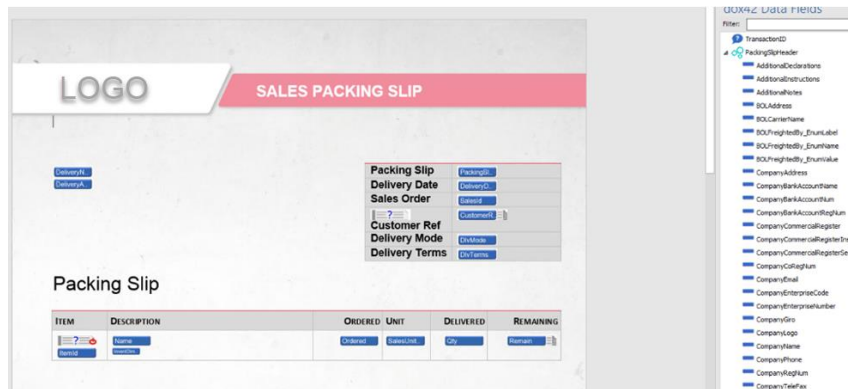 LOGO
SALES PACKING SLIP
DeliveryN..
DeliveryA..
Packing Slip PackingSl..
Delivery Date DeliveryD..
Sales Order SalesId
? CustomerR..
Customer Ref
Delivery Mode DlvMode
Delivery Terms DlvTerms
Packing Slip
ITEM DESCRIPTION ORDERED UNIT DELIVERED REMAINING
? Name Ordered SalesUnit.. Qty Remain
ItemId
dox42 Data Fields
Filter:
TransactionID
PackingSlipHeader
AdditionalDeclarations
AdditionalInstructions
AdditionalNotes
BOLAddress
BOLCarrierName
BOLFreightedBy_EnumLabel
BOLFreightedBy_EnumName
BOLFreightedBy_EnumValue
CompanyAddress
CompanyBankAccountName
CompanyBankAccountNum
CompanyBankAccountRegNum
CompanyCommercialRegister
CompanyCommercialRegisterIns
CompanyCommercialRegisterSe
CompanyCoRegNum
CompanyEmail
CompanyEnterpriseCode
CompanyEnterpriseNumber
CompanyGiro
CompanyLogo
CompanyName
CompanyPhone
CompanyRegNum
CompanyTeleFax